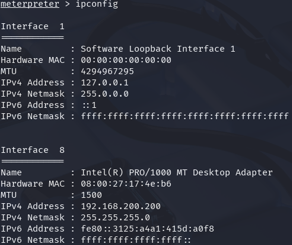 meterpreter > ipconfig
Interface  1
============
Name         : Software Loopback Interface 1
Hardware MAC : 00:00:00:00:00:00
MTU          : 4294967295
IPv4 Address : 127.0.0.1
IPv4 Netmask : 255.0.0.0
IPv6 Address : ::1
IPv6 Netmask : ffff:ffff:ffff:ffff:ffff:ffff:ffff:ffff
Interface  8
============
Name         : Intel(R) PRO/1000 MT Desktop Adapter
Hardware MAC : 08:00:27:17:4e:b6
MTU          : 1500
IPv4 Address : 192.168.200.200
IPv4 Netmask : 255.255.255.0
IPv6 Address : fe80::3125:a4a1:415d:a0f8
IPv6 Netmask : ffff:ffff:ffff:ffff::